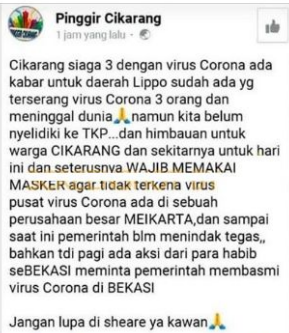 Pinggir Cikarang
1 jam yang lalu •
Cikarang siaga 3 dengan virus Corona ada
kabar untuk daerah Lippo sudah ada yg
terserang virus Corona 3 orang dan
meninggal dunia🙏namun kita belum
nyelidiki ke TKP...dan himbauan untuk
warga CIKARANG dan sekitarnya untuk hari
ini dan seterusnya WAJIB MEMAKAI
MASKER agar tidak terkena virus
pusat virus Corona ada di sebuah
perusahaan besar MEIKARTA,dan sampai
saat ini pemerintah blm menindak tegas,,
bahkan tdi pagi ada aksi dari para habib
seBEKASI meminta pemerintah membasmi
virus Corona di BEKASI
Jangan lupa di sheare ya kawan🙏